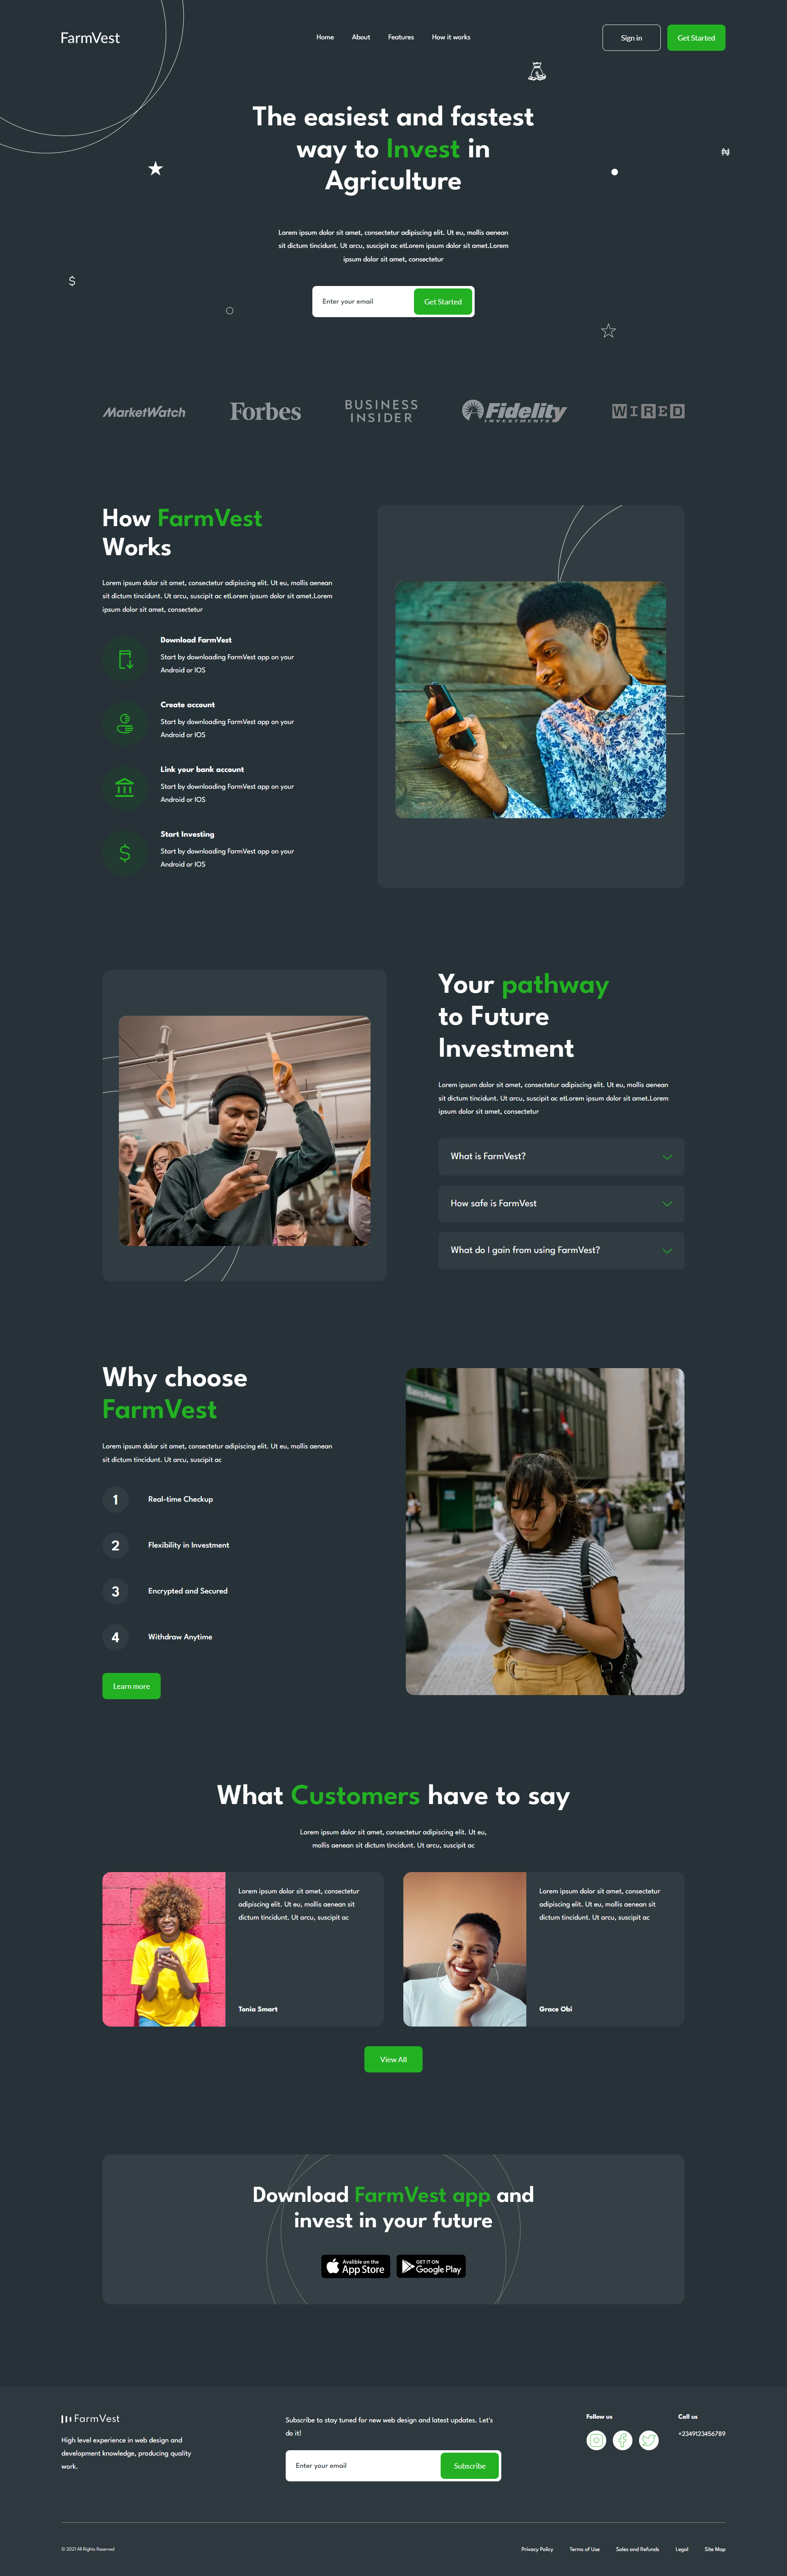 FarmVest
Home
About
Features
How it works
Sign in
Get Started
The easiest and fastest
way to Invest in
Agriculture
Lorem ipsum dolor sit amet, consectetur adipiscing elit. Ut eu, mollis aenean
sit dictum tincidunt. Ut arcu, suscipit ac etLorem ipsum dolor sit amet.Lorem
ipsum dolor sit amet, consectetur
Enter your email
Get Started
MarketWatch
Forbes
BUSINESS
INSIDER
Fidelity
INVESTMENTS
WIRED
How FarmVest
Works
Lorem ipsum dolor sit amet, consectetur adipiscing elit. Ut eu, mollis aenean
sit dictum tincidunt. Ut arcu, suscipit ac etLorem ipsum dolor sit amet.Lorem
ipsum dolor sit amet, consectetur
Download FarmVest
Start by downloading FarmVest app on your
Android or IOS
Create account
Start by downloading FarmVest app on your
Android or IOS
Link your bank account
Start by downloading FarmVest app on your
Android or IOS
Start Investing
Start by downloading FarmVest app on your
Android or IOS
Your pathway
to Future
Investment
Lorem ipsum dolor sit amet, consectetur adipiscing elit. Ut eu, mollis aenean
sit dictum tincidunt. Ut arcu, suscipit ac etLorem ipsum dolor sit amet.Lorem
ipsum dolor sit amet, consectetur
What is FarmVest?
How safe is FarmVest
What do I gain from using FarmVest?
Why choose
FarmVest
Lorem ipsum dolor sit amet, consectetur adipiscing elit. Ut eu, mollis aenean
sit dictum tincidunt. Ut arcu, suscipit ac
1 Real-time Checkup
2 Flexibility in Investment
3 Encrypted and Secured
4 Withdraw Anytime
Learn more
What Customers have to say
Lorem ipsum dolor sit amet, consectetur adipiscing elit. Ut eu,
mollis aenean sit dictum tincidunt. Ut arcu, suscipit ac
Lorem ipsum dolor sit amet, consectetur
adipiscing elit. Ut eu, mollis aenean sit
dictum tincidunt. Ut arcu, suscipit ac
Tonia Smart
Lorem ipsum dolor sit amet, consectetur
adipiscing elit. Ut eu, mollis aenean sit
dictum tincidunt. Ut arcu, suscipit ac
Grace Obi
View All
Download FarmVest app and
invest in your future
Avalible on the
App Store
GET IT ON
Google Play
FarmVest
High level experience in web design and
development knowledge, producing quality
work.
Subscribe to stay tuned for new web design and latest updates. Let's
do it!
Enter your email
Subscribe
Follow us
Call us
+2349123456789
© 2021 All Rights Reserved
Privacy Policy
Terms of Use
Sales and Refunds
Legal
Site Map